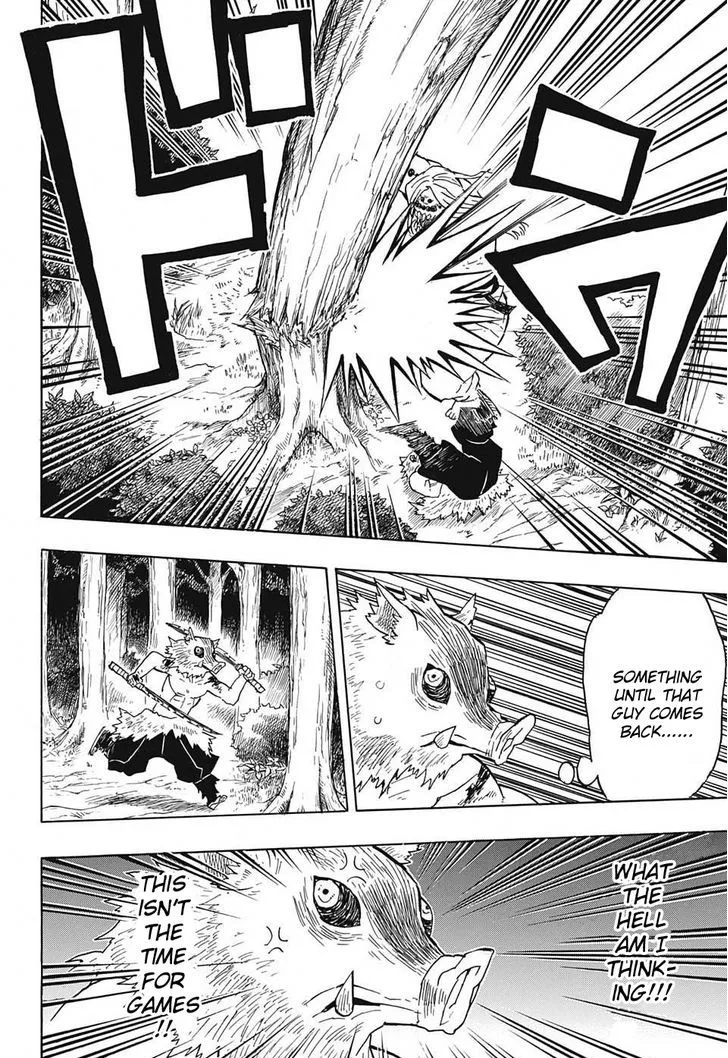 ドン
SOMETHING
UNTIL THAT
GUY COMES
BACK......
WHAT
THE
HELL
AM I
THINK-
ING!!!
THIS
ISN'T
THE
TIME
FOR
GAMES
!!